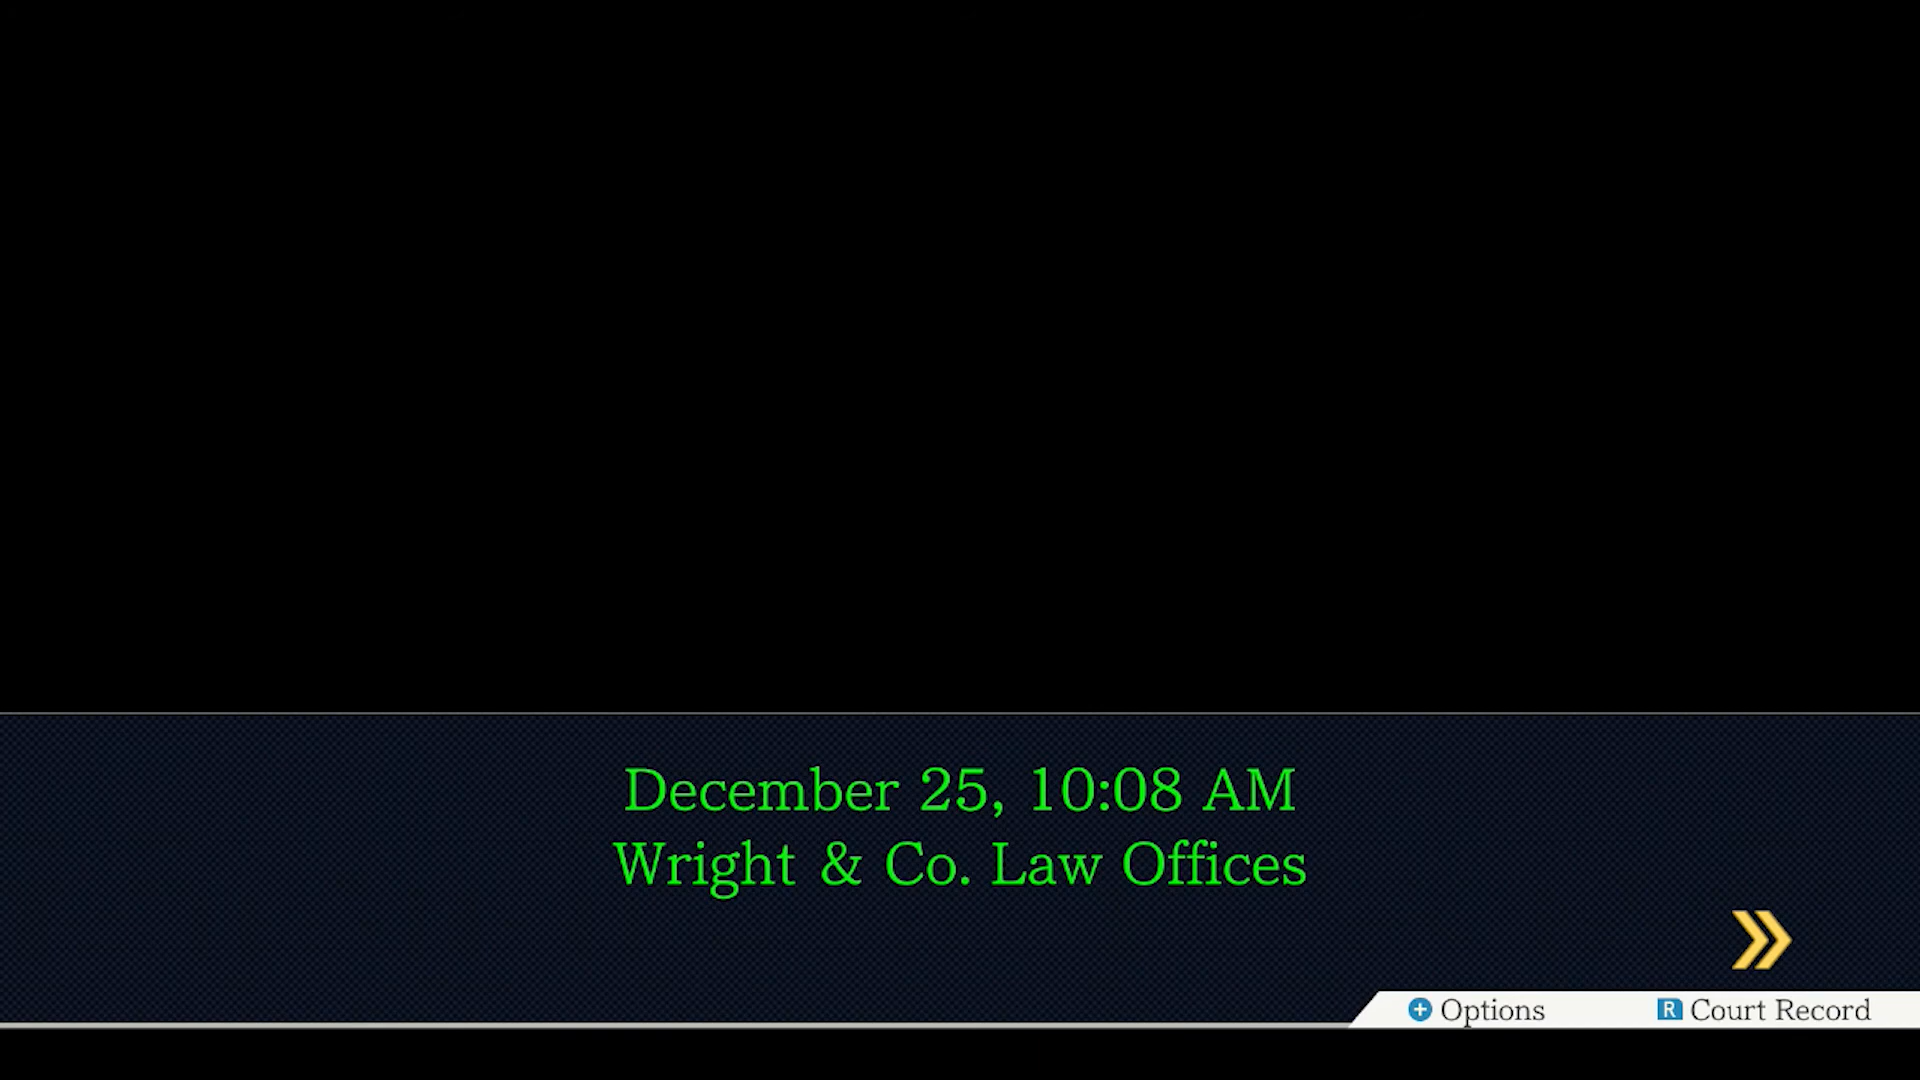 December 25, 10:08 AM
Wright & Co. Law Offices
+ Options R Court Record